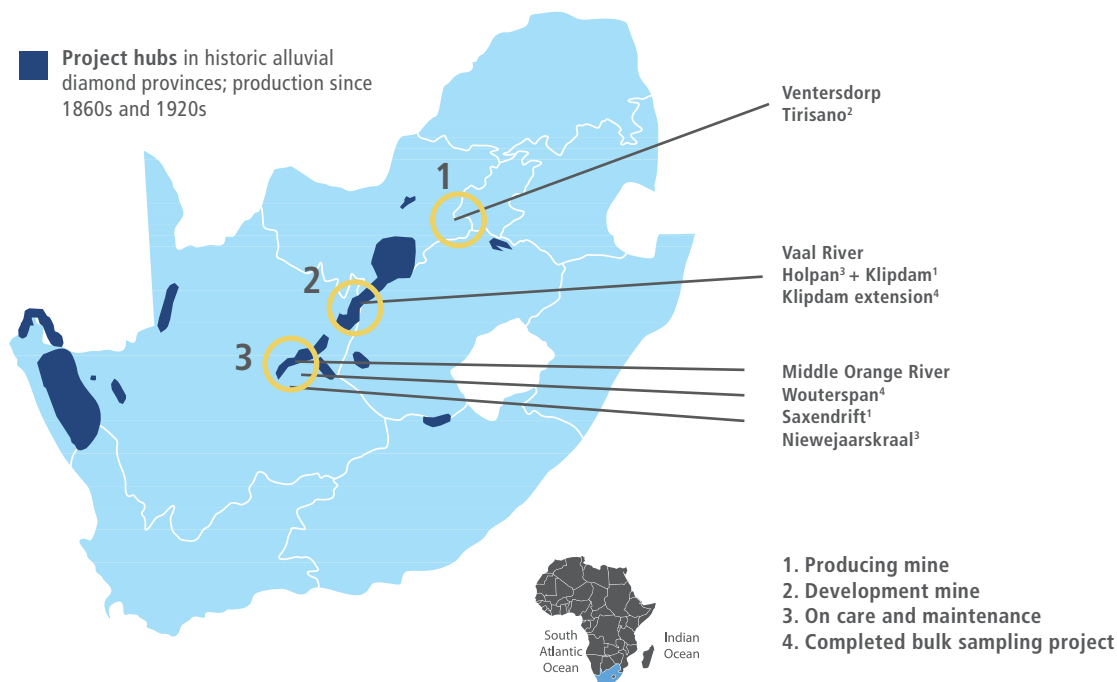 Project hubs in historic alluvial
diamond provinces; production since
1860s and 1920s
Ventersdorp
Tirisano²
1
Vaal River
Holpan³ + Klipdam¹
Klipdam extension⁴
2
3
Middle Orange River
Wouterspan⁴
Saxendrift¹
Niewejaarskraal³
South
Atlantic
Ocean
Indian
Ocean
1. Producing mine
2. Development mine
3. On care and maintenance
4. Completed bulk sampling project